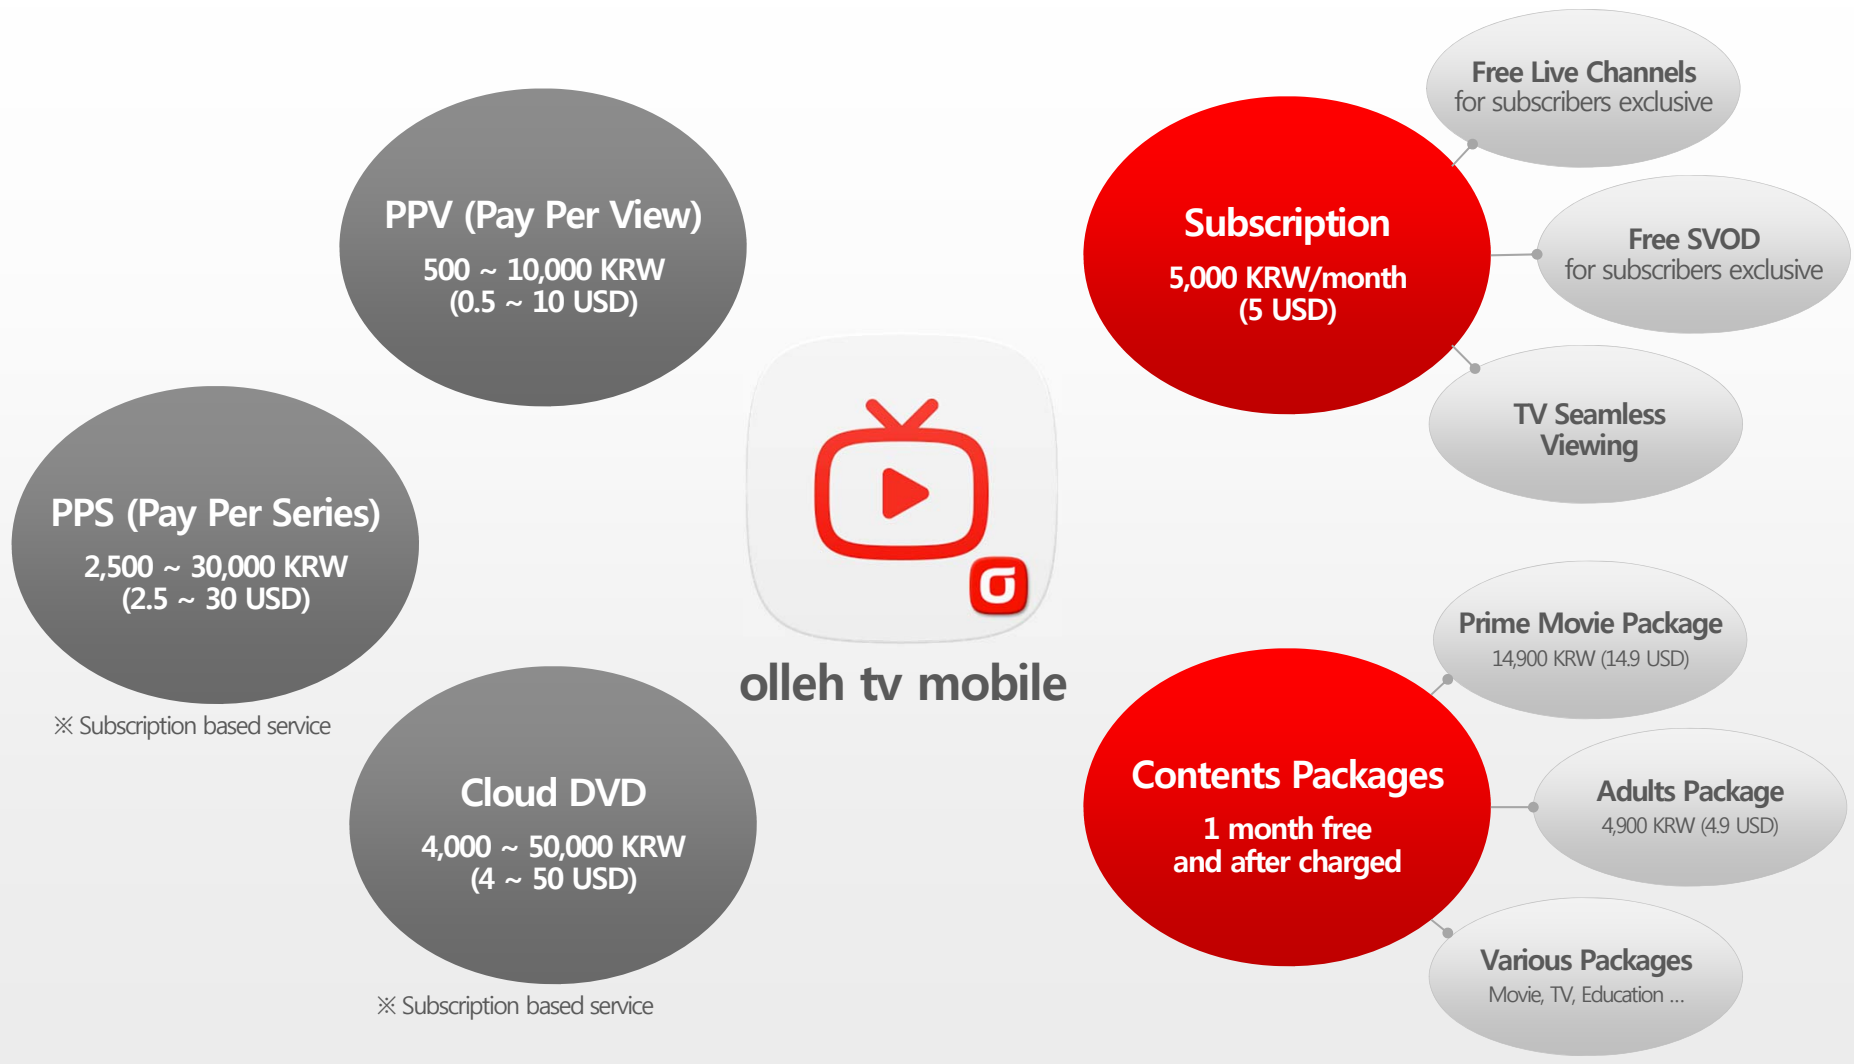 PPV (Pay Per View)
500 ~ 10,000 KRW
(0.5 ~ 10 USD)
PPS (Pay Per Series)
2,500 ~ 30,000 KRW
(2.5 ~ 30 USD)
※ Subscription based service
Cloud DVD
4,000 ~ 50,000 KRW
(4 ~ 50 USD)
※ Subscription based service
olleh tv mobile
Subscription
5,000 KRW/month
(5 USD)
Free Live Channels
for subscribers exclusive
Free SVOD
for subscribers exclusive
TV Seamless
Viewing
Contents Packages
1 month free
and after charged
Prime Movie Package
14,900 KRW (14.9 USD)
Adults Package
4,900 KRW (4.9 USD)
Various Packages
Movie, TV, Education ...